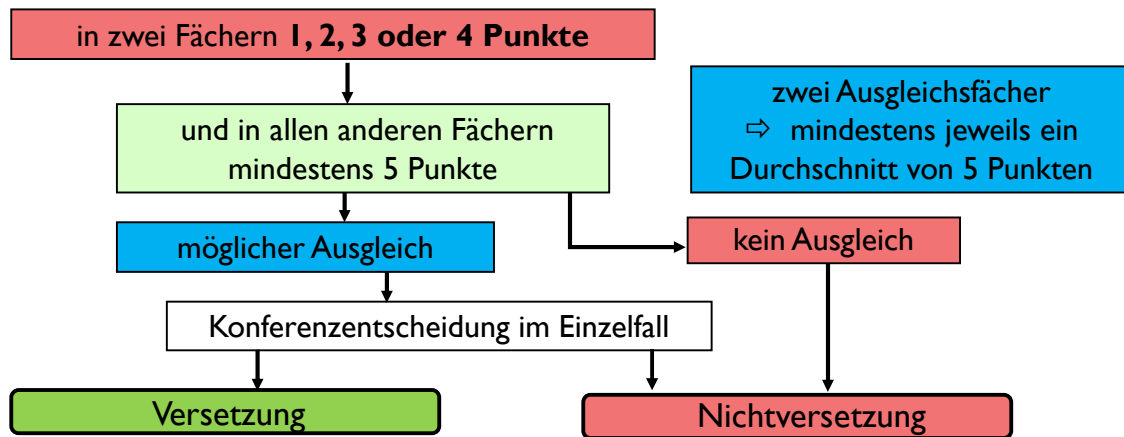 in zwei Fächern 1, 2, 3 oder 4 Punkte
und in allen anderen Fächern
mindestens 5 Punkte
zwei Ausgleichsfächer
⇨ mindestens jeweils ein
Durchschnitt von 5 Punkten
möglicher Ausgleich
kein Ausgleich
Konferenzentscheidung im Einzelfall
Versetzung
Nichtversetzung